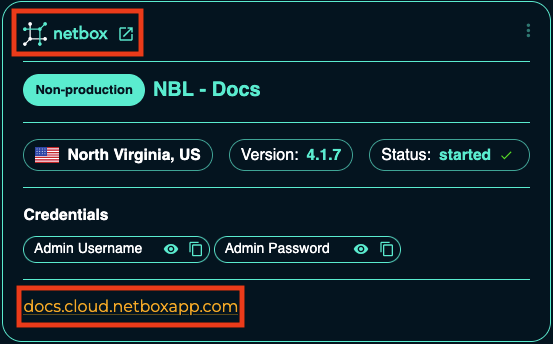 netbox
Non-production NBL - Docs
North Virginia, US Version: 4.1.7 Status: started
Credentials
Admin Username Admin Password
docs.cloud.netboxapp.com